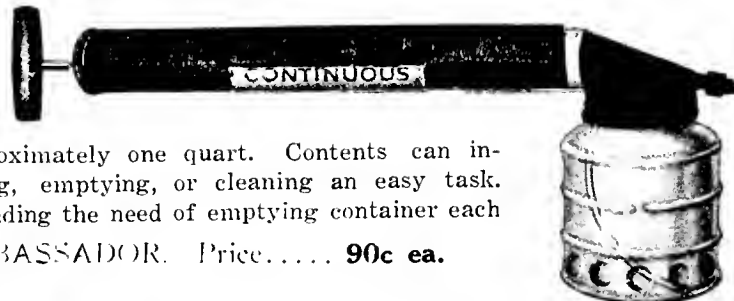 CONTINUOUS
oximately one quart. Contents can in-
g, emptying, or cleaning an easy task.
ding the need of emptying container each
BASSADOR. Price..... 90c ea.